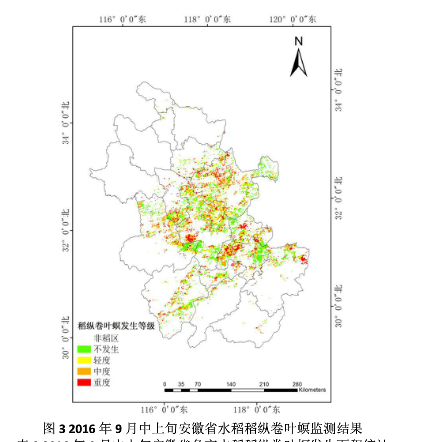 116° 0'0"东 118° 0'0"东 120° 0'0"东
N
34° 0'0"北
34° 0'0"北
32° 0'0"北
32° 0'0"北
30° 0'0"北
30° 0'0"北
稻纵卷叶螟发生等级
非稻区
不发生
轻度
中度
重度
0 35 70 140 210 280
Kilometers
116° 0'0"东 118° 0'0"东
图 3 2016 年 9 月中上旬安徽省水稻稻纵卷叶螟监测结果